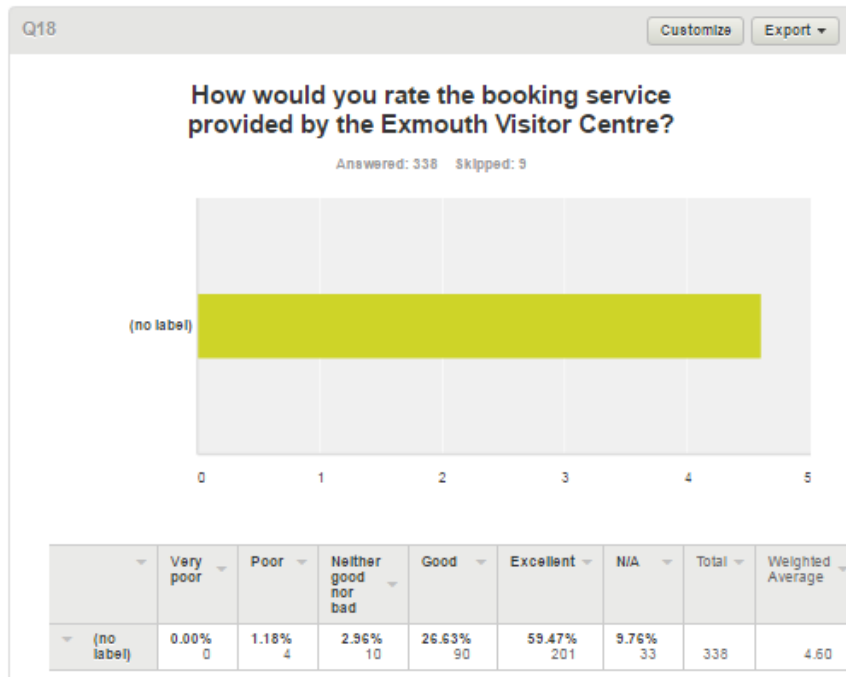 Q18
Customize
Export
How would you rate the booking service
provided by the Exmouth Visitor Centre?
Answered: 338 Skipped: 9
(no label)
0 1 2 3 4 5
Very poor Poor Neither good nor bad Good Excellent N/A Total Weighted Average
(no label) 0.00% 0 1.18% 4 2.96% 10 26.63% 90 59.47% 201 9.76% 33 338 4.60